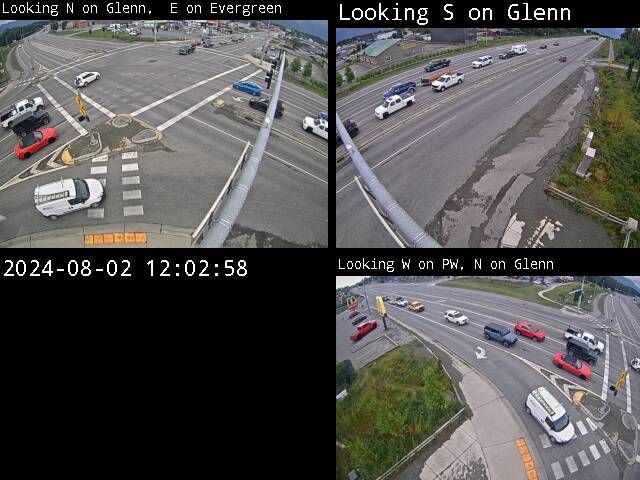 Looking N on Glenn,  E on Evergreen
Looking S on Glenn
2024-08-02 12:02:58
Looking W on PW, N on Glenn